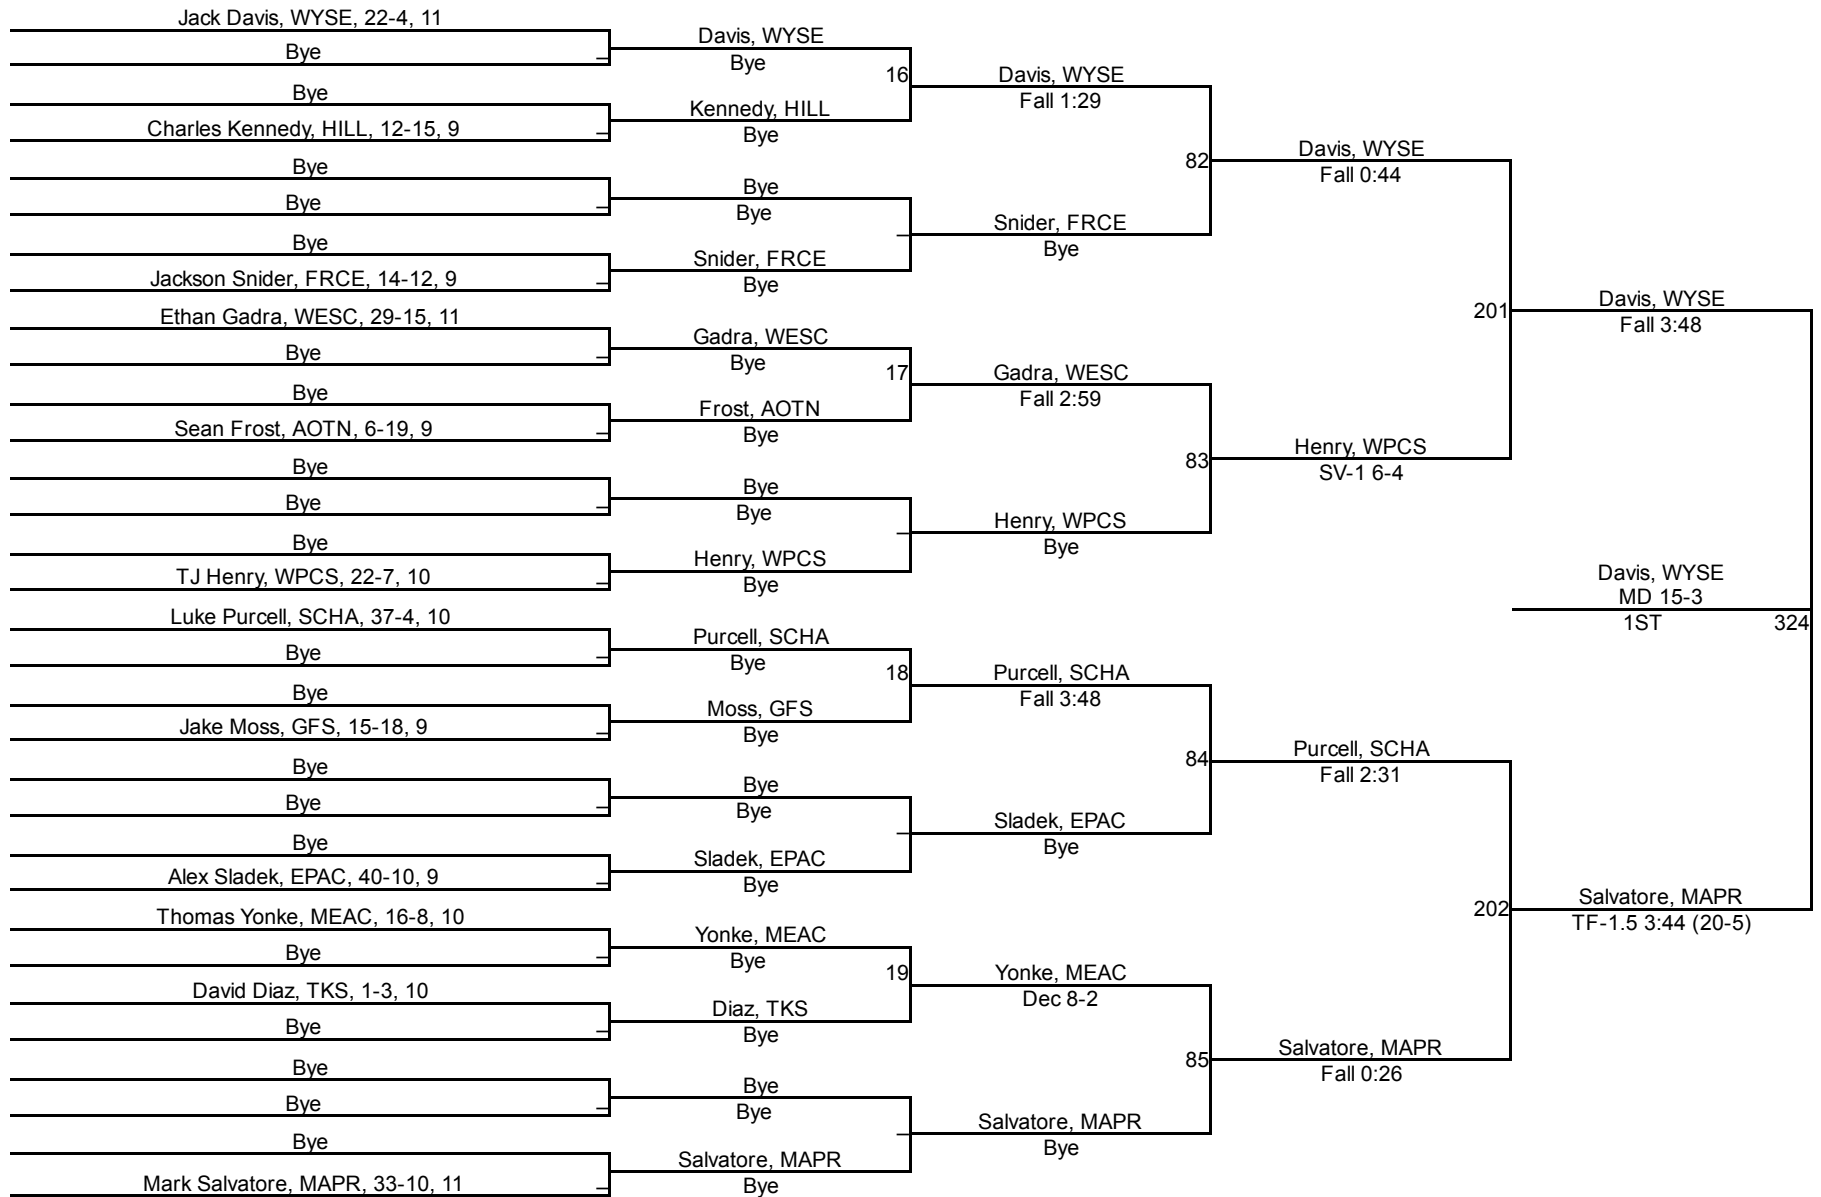 Jack Davis, WYSE, 22-4, 11
Bye
Bye
Charles Kennedy, HILL, 12-15, 9
Bye
Bye
Bye
Jackson Snider, FRCE, 14-12, 9
Ethan Gadra, WESC, 29-15, 11
Bye
Bye
Sean Frost, AOTN, 6-19, 9
Bye
Bye
Bye
TJ Henry, WPCS, 22-7, 10
Luke Purcell, SCHA, 37-4, 10
Bye
Bye
Jake Moss, GFS, 15-18, 9
Bye
Bye
Bye
Alex Sladek, EPAC, 40-10, 9
Thomas Yonke, MEAC, 16-8, 10
Bye
David Diaz, TKS, 1-3, 10
Bye
Bye
Bye
Bye
Mark Salvatore, MAPR, 33-10, 11
Davis, WYSE
Bye
16
Kennedy, HILL
Bye
Bye
Bye
Snider, FRCE
Bye
Gadra, WESC
Bye
17
Frost, AOTN
Bye
Bye
Bye
Henry, WPCS
Bye
Purcell, SCHA
Bye
18
Moss, GFS
Bye
Bye
Bye
Sladek, EPAC
Bye
Yonke, MEAC
Bye
19
Diaz, TKS
Bye
Bye
Bye
Salvatore, MAPR
Bye
Davis, WYSE
Fall 1:29
82
Snider, FRCE
Bye
Gadra, WESC
Fall 2:59
83
Henry, WPCS
Bye
Purcell, SCHA
Fall 3:48
84
Sladek, EPAC
Bye
Yonke, MEAC
Dec 8-2
85
Salvatore, MAPR
Bye
Davis, WYSE
Fall 0:44
201
Henry, WPCS
SV-1 6-4
Purcell, SCHA
Fall 2:31
202
Salvatore, MAPR
Fall 0:26
Davis, WYSE
Fall 3:48
Davis, WYSE
MD 15-3
1ST
324
Salvatore, MAPR
TF-1.5 3:44 (20-5)